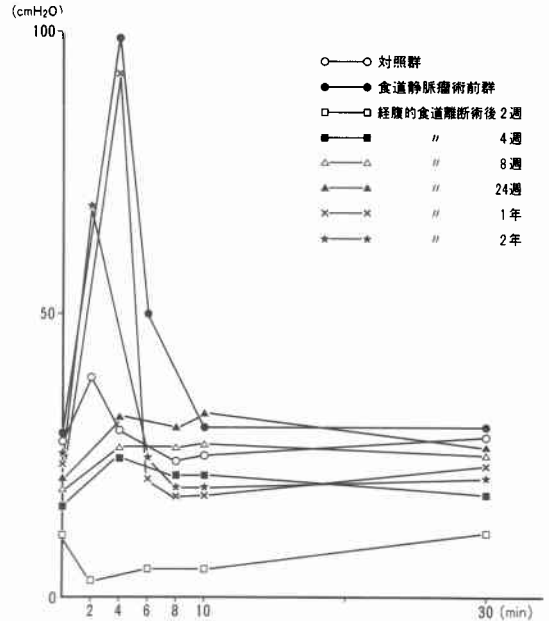 (cmH₂O)
100
○—○ 対照群
●—● 食道静脈瘤術前群
□—□ 経腹的食道離断術後 2週
■—■ 〃 4週
△—△ 〃 8週
▲—▲ 〃 24週
×—× 〃 1年
★—★ 〃 2年
50
0
2 4 6 8 10 30 (min)